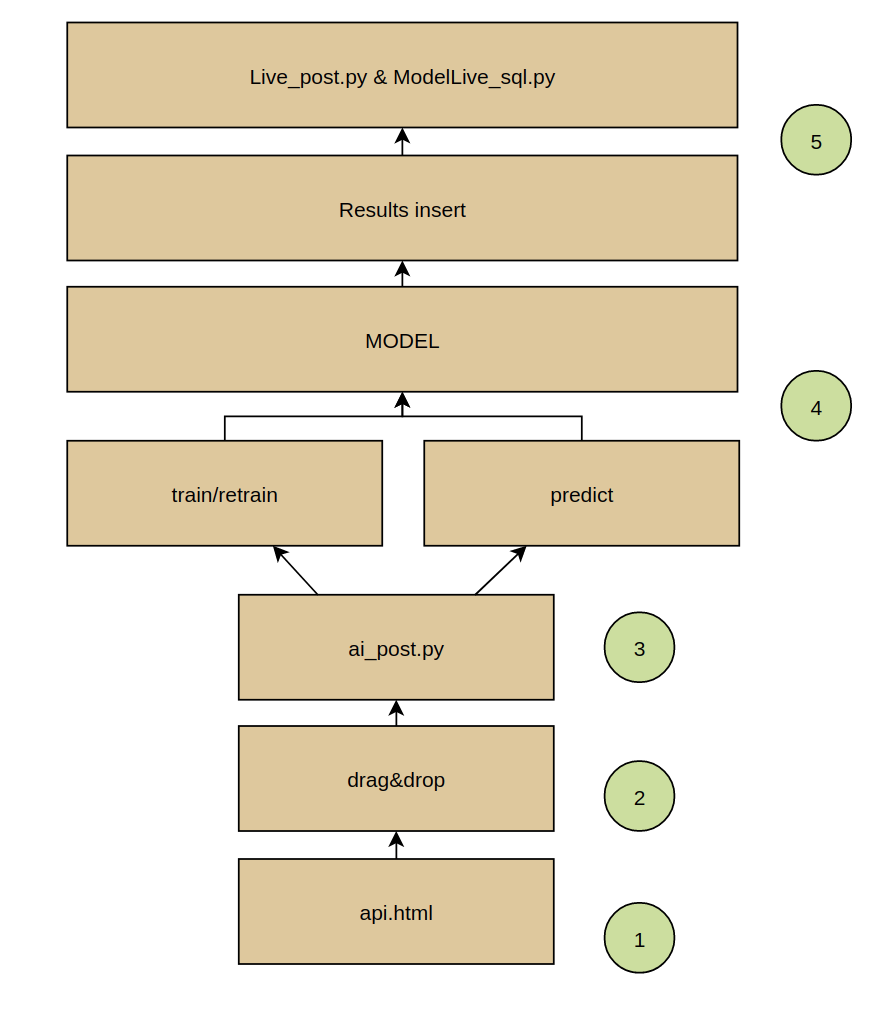 Live_post.py & ModelLive_sql.py
5
Results insert
MODEL
4
train/retrain
predict
ai_post.py
3
drag&drop
2
api.html
1